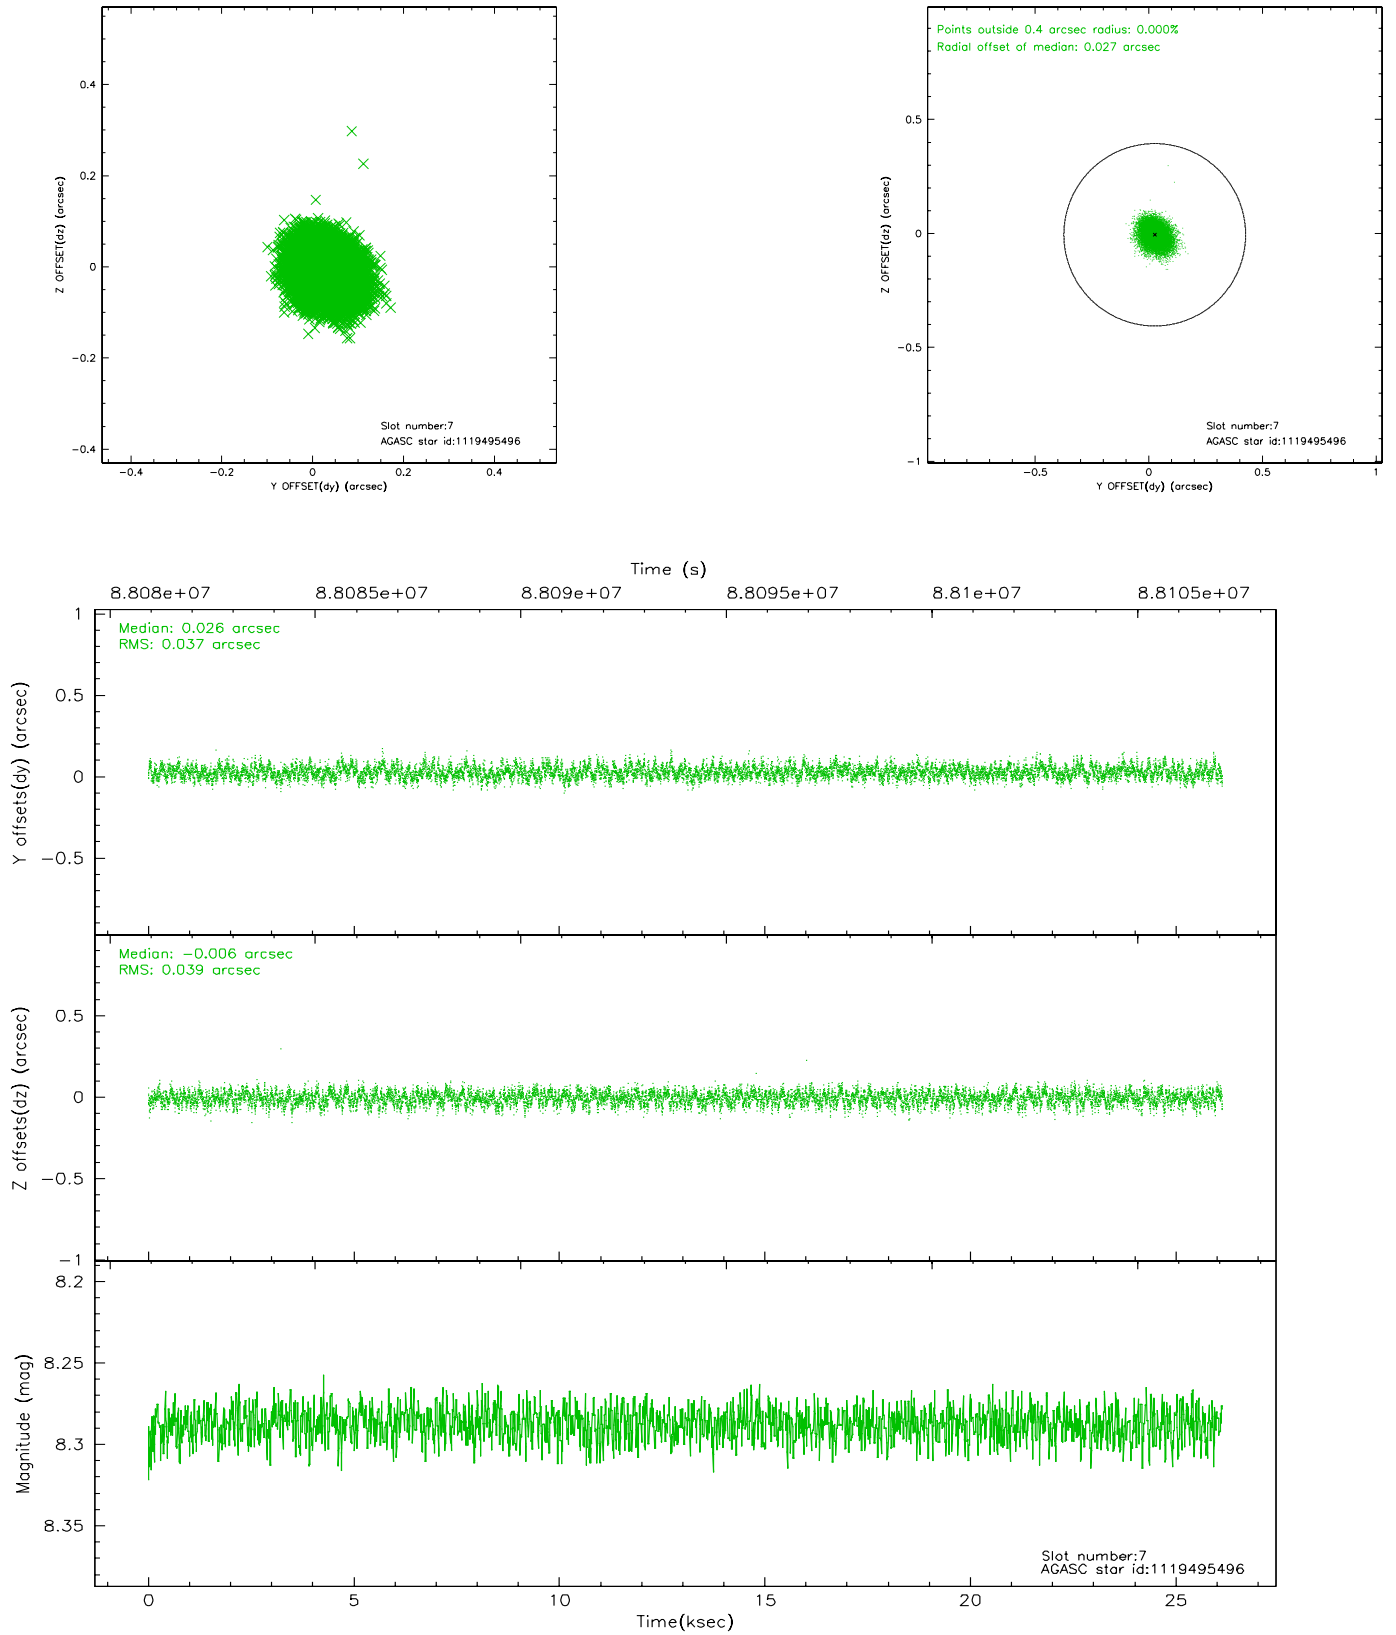 0.4
0.2
0
−0.2
−0.4
Z OFFSET(dz) (arcsec)
Slot number:7
AGASC star id:1119495496
−0.4
−0.2
0
0.2
0.4
Y OFFSET(dy) (arcsec)
Points outside 0.4 arcsec radius: 0.000%
Radial offset of median: 0.027 arcsec
0.5
0
−0.5
−1
Z OFFSET(dz) (arcsec)
Slot number:7
AGASC star id:1119495496
−0.5
0
0.5
1
Y OFFSET(dy) (arcsec)
Time (s)
8.808e+07
8.8085e+07
8.809e+07
8.8095e+07
8.81e+07
8.8105e+07
Median: 0.026 arcsec
RMS: 0.037 arcsec
1
0.5
0
−0.5
Y offsets(dy) (arcsec)
Median: −0.006 arcsec
RMS: 0.039 arcsec
0.5
0
−0.5
−1
Z offsets(dz) (arcsec)
8.2
8.25
8.3
8.35
Magnitude (mag)
Slot number:7
AGASC star id:1119495496
0
5
10
15
20
25
Time(ksec)